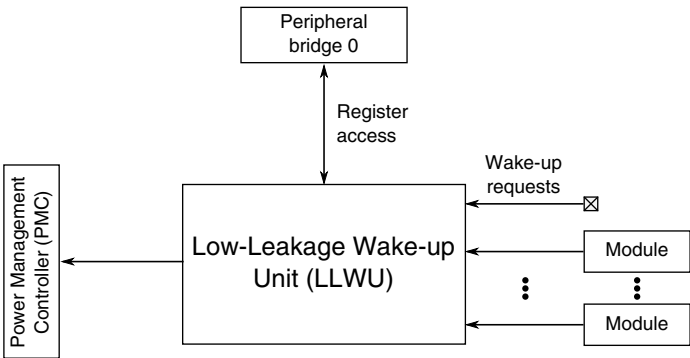 Peripheral
bridge 0
Register
access
Wake-up
requests
Power Management
Controller (PMC)
Low-Leakage Wake-up
Unit (LLWU)
Module
Module